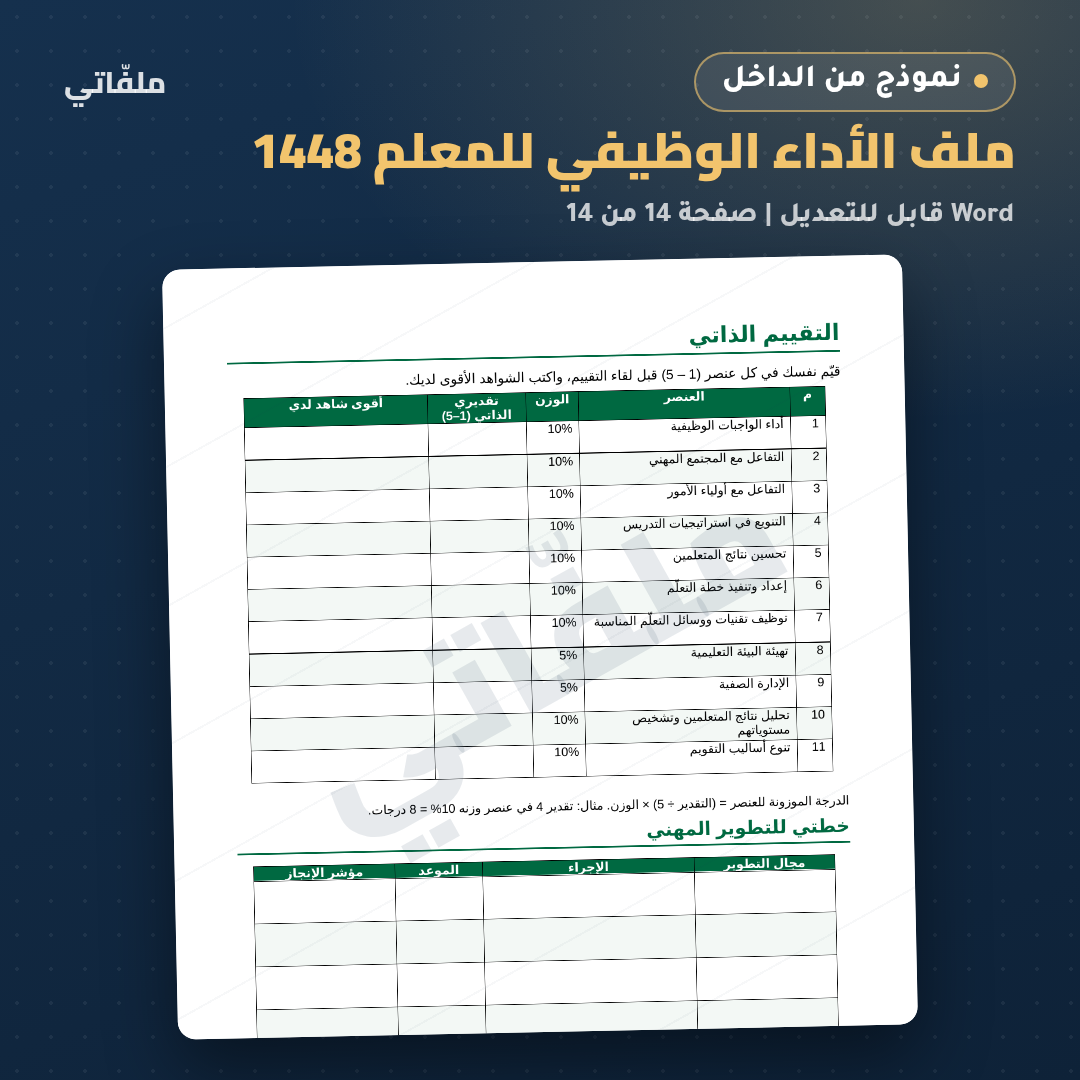 نموذج من الداخل
ملفّاتي
ملف الأداء الوظيفي للمعلم 1448
Word قابل للتعديل | صفحة 14 من 14
التقييم الذاتي
قيّم نفسك في كل عنصر (1 – 5) قبل لقاء التقييم، واكتب الشواهد الأقوى لديك.
م العنصر الوزن تقديري الذاتي (1–5) أقوى شاهد لدي
1 أداء الواجبات الوظيفية 10%
2 التفاعل مع المجتمع المهني 10%
3 التفاعل مع أولياء الأمور 10%
4 التنويع في استراتيجيات التدريس 10%
5 تحسين نتائج المتعلمين 10%
6 إعداد وتنفيذ خطة التعلّم 10%
7 توظيف تقنيات ووسائل التعلّم المناسبة 10%
8 تهيئة البيئة التعليمية 5%
9 الإدارة الصفية 5%
10 تحليل نتائج المتعلمين وتشخيص مستوياتهم 10%
11 تنوع أساليب التقويم 10%
ملفّاتي
الدرجة الموزونة للعنصر = (التقدير ÷ 5) × الوزن. مثال: تقدير 4 في عنصر وزنه 10% = 8 درجات.
خطتي للتطوير المهني
مجال التطوير الإجراء الموعد مؤشر الإنجاز